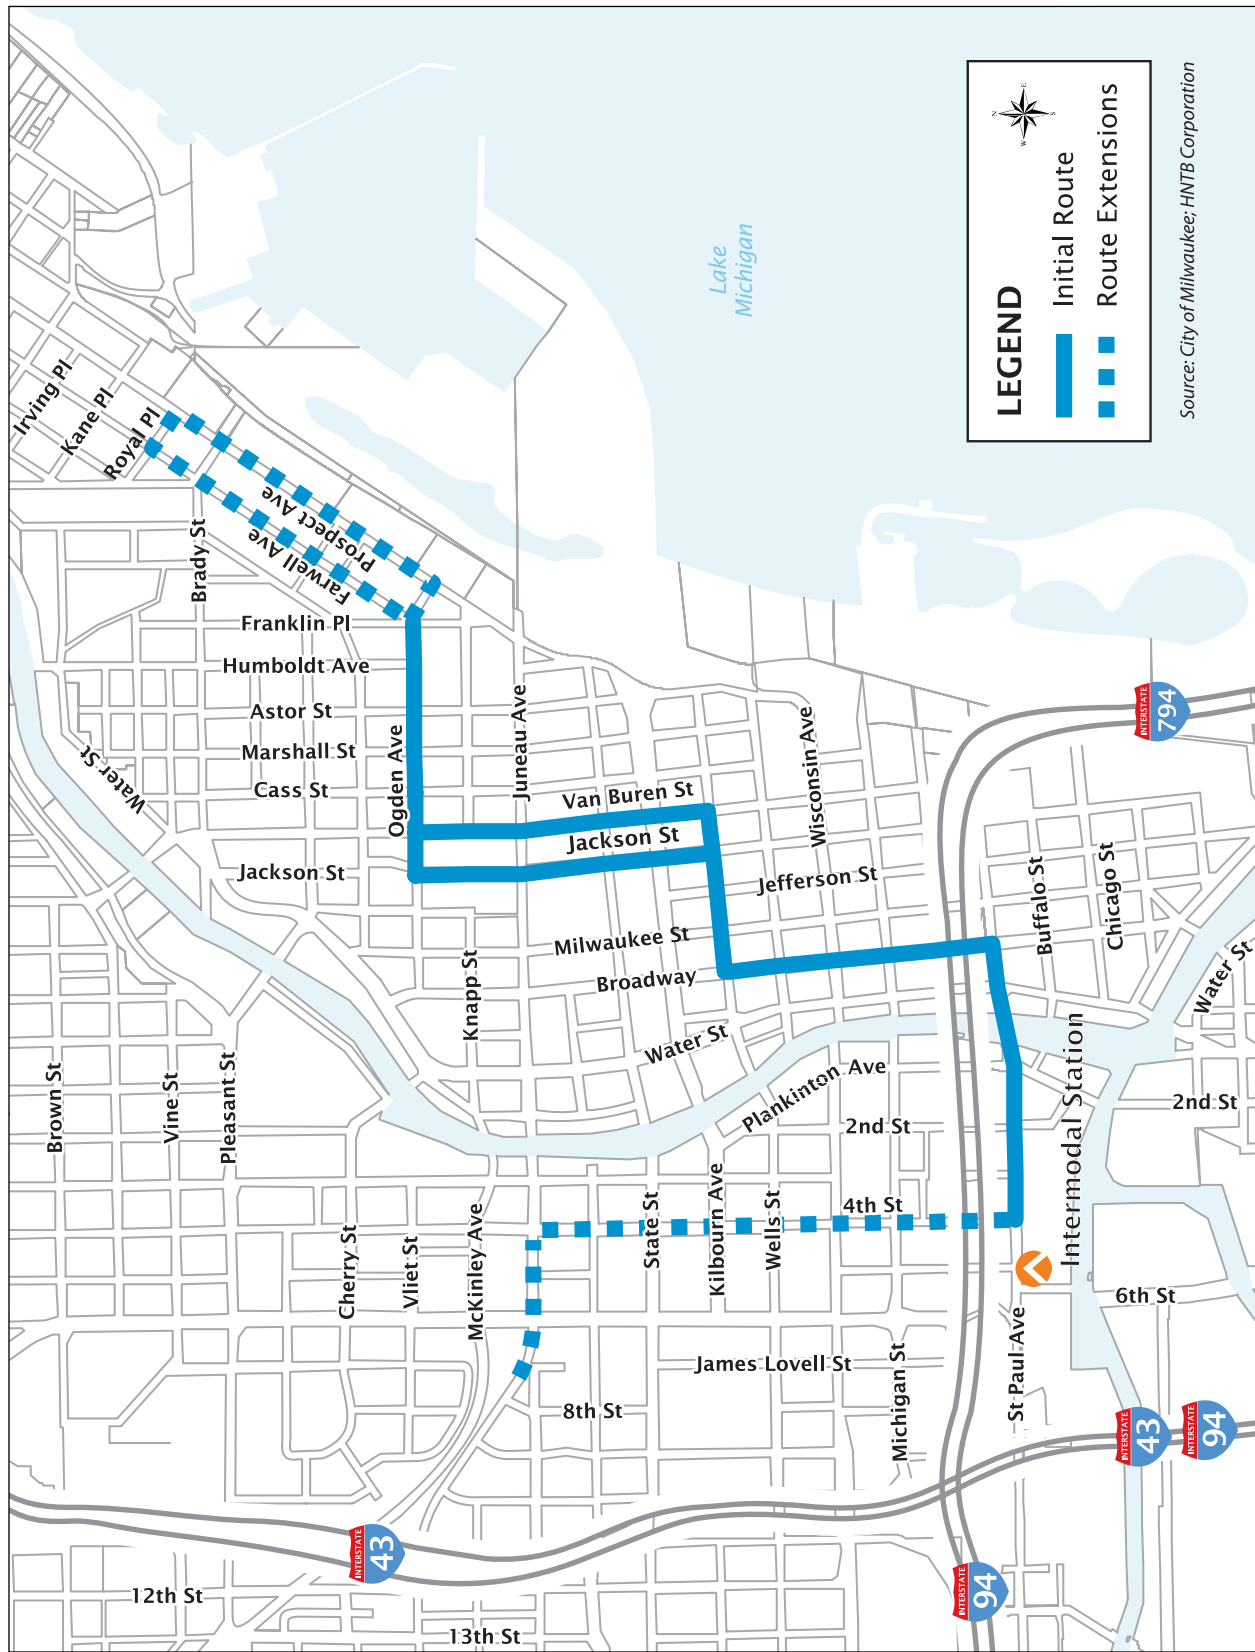 Irving Pl
Kane Pl
Royal Pl
Brady St
Farwell Ave
Prospect Ave
Franklin Pl
Humboldt Ave
Astor St
Marshall St
Cass St
Jackson St
Water St
Ogden Ave
Juneau Ave
Van Buren St
Jackson St
Wisconsin Ave
Jefferson St
Milwaukee St
Broadway
Knapp St
Water St
Plankinton Ave
2nd St
4th St
Buffalo St
Chicago St
Water St
2nd St
Brown St
Vine St
Pleasant St
Cherry St
Vliet St
McKinley Ave
State St
Kilbourn Ave
Wells St
James Lovell St
8th St
Michigan St
St Paul Ave
6th St
Intermodal Station
12th St
13th St
INTERSTATE
43
INTERSTATE
94
INTERSTATE
43
INTERSTATE
94
INTERSTATE
794
Lake
Michigan
LEGEND
N
E
S
W
Initial Route
Route Extensions
Source: City of Milwaukee; HNTB Corporation